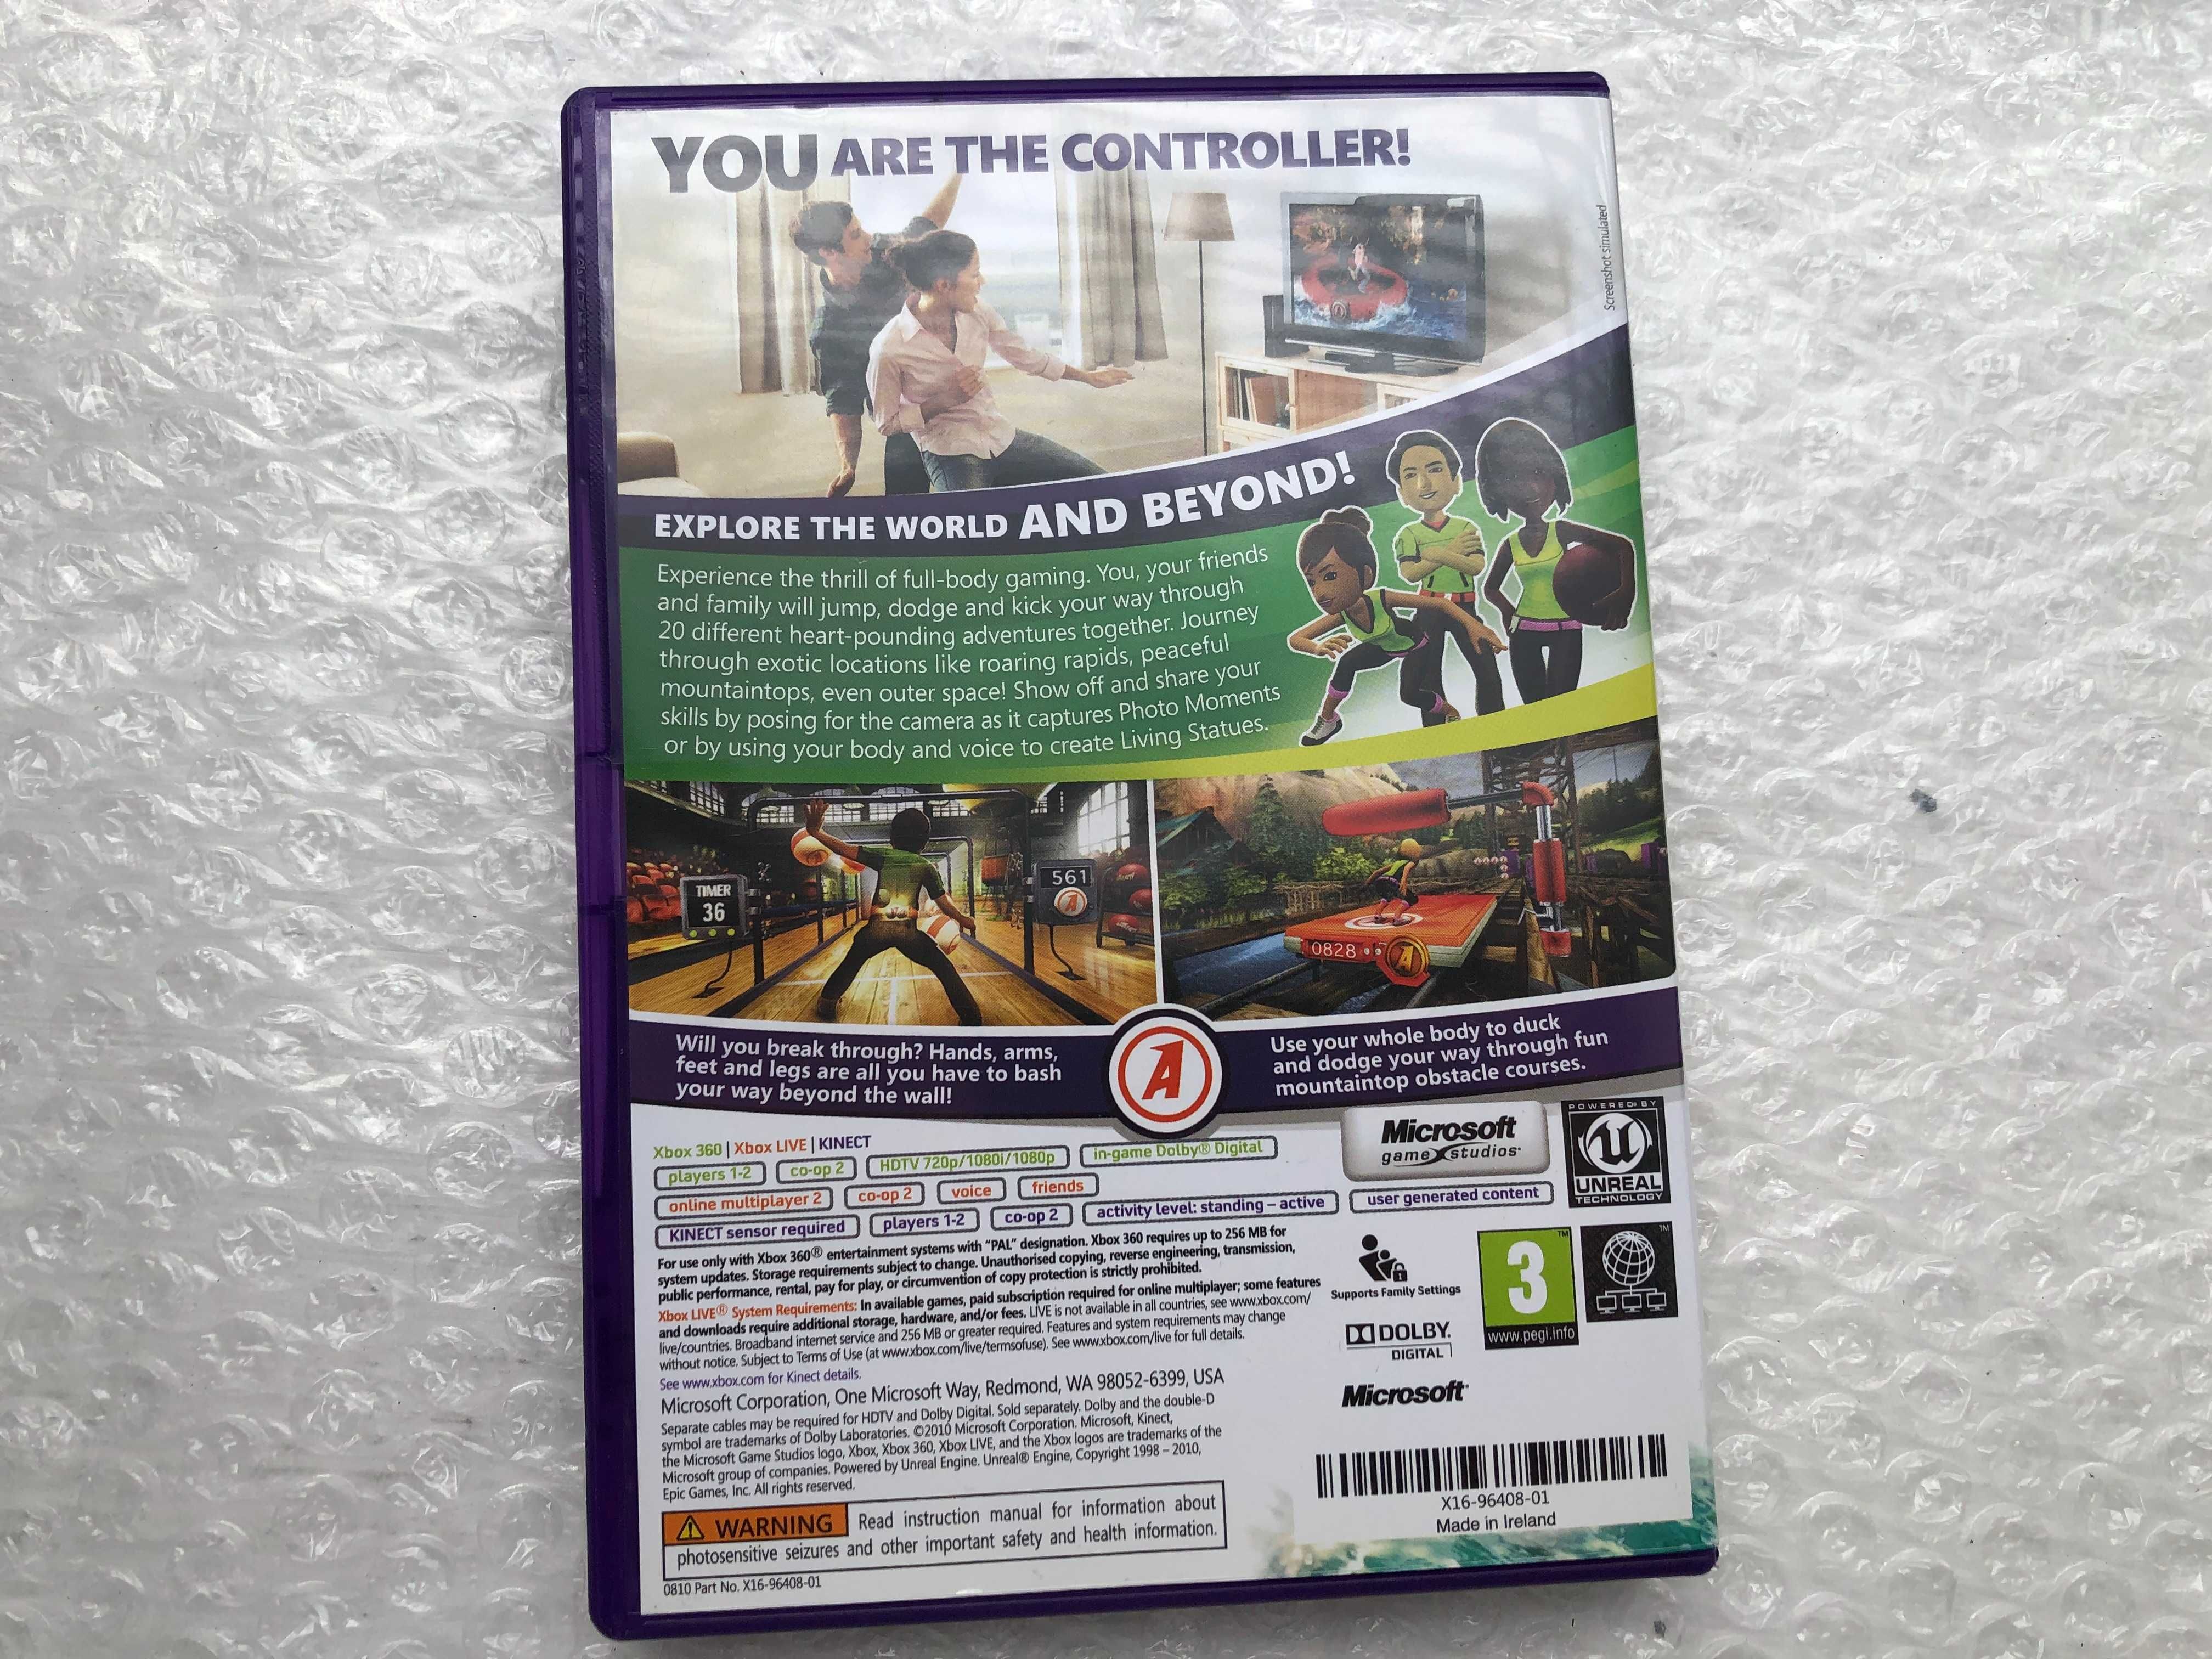 YOU ARE THE CONTROLLER!
Screenshot simulated
EXPLORE THE WORLD AND BEYOND!
Experience the thrill of full-body gaming. You, your friends
and family will jump, dodge and kick your way through
20 different heart-pounding adventures together. Journey
through exotic locations like roaring rapids, peaceful
mountaintops, even outer space! Show off and share your
skills by posing for the camera as it captures Photo Moments
or by using your body and voice to create Living Statues.
TIMER
36
561
A
0828
A
Will you break through? Hands, arms,
feet and legs are all you have to bash
your way beyond the wall!
A
Use your whole body to duck
and dodge your way through fun
mountaintop obstacle courses.
Xbox 360 | Xbox LIVE | KINECT
players 1-2 co-op 2 HDTV 720p/1080i/1080p in-game Dolby® Digital
online multiplayer 2 co-op 2 voice friends
KINECT sensor required players 1-2 co-op 2 activity level: standing – active user generated content
Microsoft
game studios
POWERED BY
UNREAL
TECHNOLOGY
For use only with Xbox 360® entertainment systems with “PAL” designation. Xbox 360 requires up to 256 MB for
system updates. Storage requirements subject to change. Unauthorised copying, reverse engineering, transmission,
public performance, rental, pay for play, or circumvention of copy protection is strictly prohibited.
Xbox LIVE® System Requirements: In available games, paid subscription required for online multiplayer; some features
and downloads require additional storage, hardware, and/or fees. LIVE is not available in all countries, see www.xbox.com/
live/countries. Broadband internet service and 256 MB or greater required. Features and system requirements may change
without notice. Subject to Terms of Use (at www.xbox.com/live/termsofuse). See www.xbox.com/live for full details.
See www.xbox.com for Kinect details.
Microsoft Corporation, One Microsoft Way, Redmond, WA 98052-6399, USA
Separate cables may be required for HDTV and Dolby Digital. Sold separately. Dolby and the double-D
symbol are trademarks of Dolby Laboratories. ©2010 Microsoft Corporation. Microsoft, Kinect,
the Microsoft Game Studios logo, Xbox, Xbox 360, Xbox LIVE, and the Xbox logos are trademarks of the
Microsoft group of companies. Powered by Unreal Engine. Unreal® Engine, Copyright 1998 – 2010,
Epic Games, Inc. All rights reserved.
Supports Family Settings
3
www.pegi.info
TM
TM
DOLBY.
DIGITAL
Microsoft
WARNING Read instruction manual for information about
photosensitive seizures and other important safety and health information.
0810 Part No. X16-96408-01
X16-96408-01
Made in Ireland